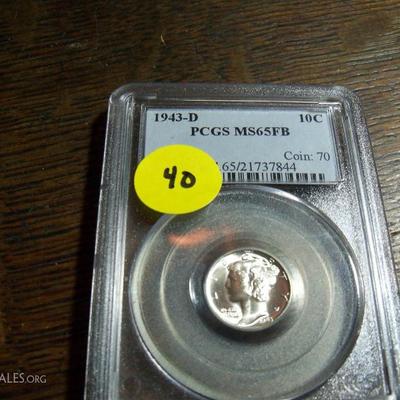 1943-D 10C
PCGS MS65FB
Coin: 70
.65/21737844
40
ALES.ORG